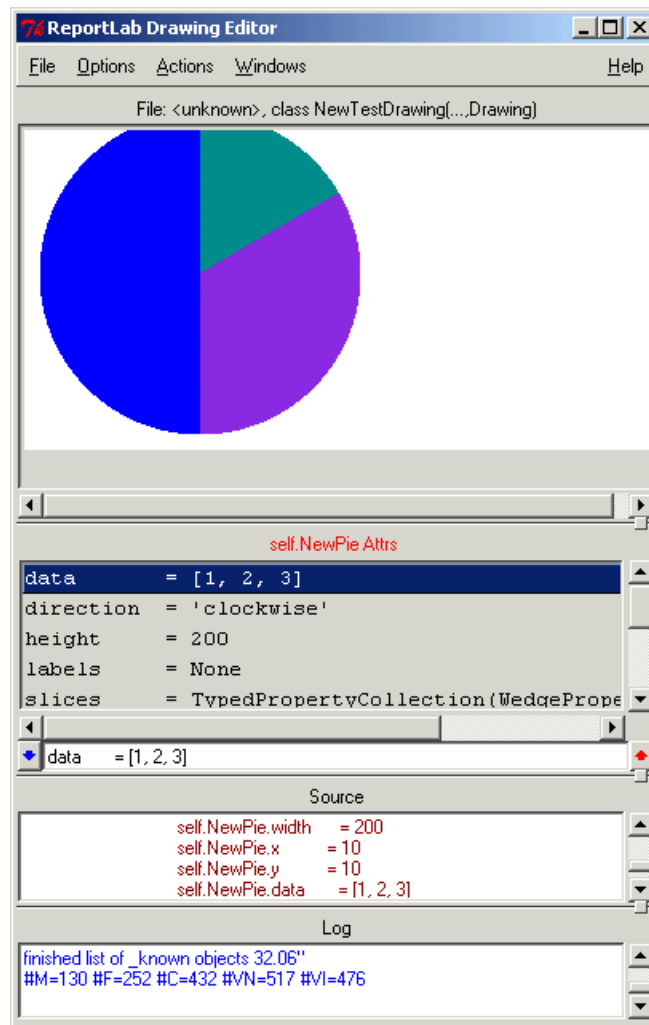 ReportLab Drawing Editor
File Options Actions Windows Help
File: <unknown>, class NewTestDrawing(...,Drawing)
self.NewPie Attrs
data = [1, 2, 3]
direction = 'clockwise'
height = 200
labels = None
slices = TypedPropertyCollection(WedgePrope
data = [1, 2, 3]
Source
self.NewPie.width = 200
self.NewPie.x = 10
self.NewPie.y = 10
self.NewPie.data = [1, 2, 3]
Log
finished list of _known objects 32.06"
#M=130 #F=252 #C=432 #VN=517 #VI=476